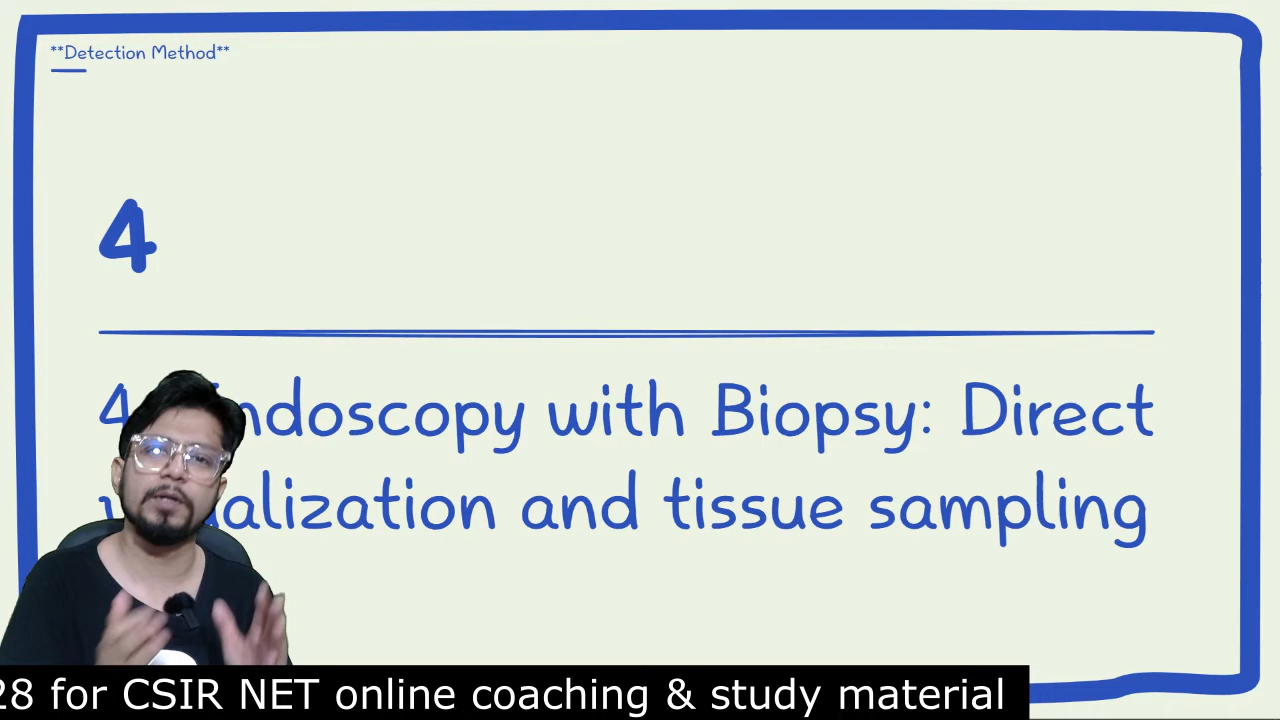 **Detection Method**
4
4 ndoscopy with Biopsy: Direct
alization and tissue sampling
28 for CSIR NET online coaching & study material